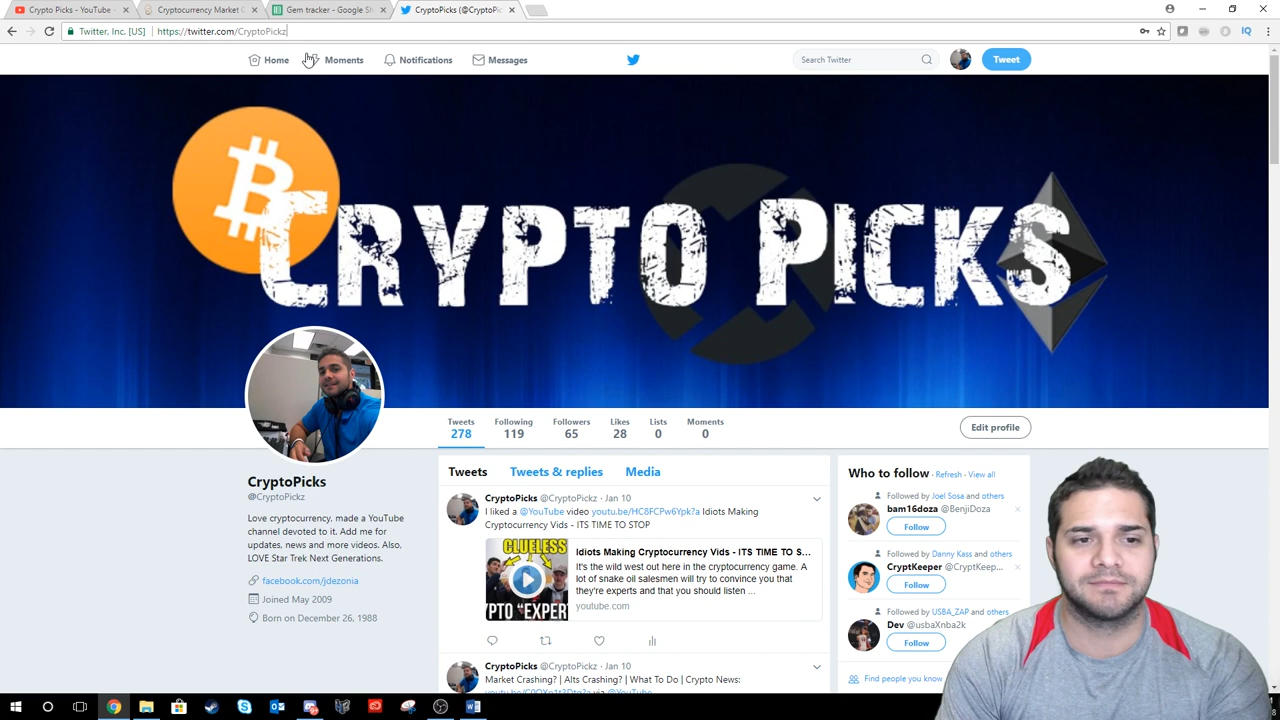 Crypto Picks - YouTube
Cryptocurrency Market C
Gem tracker - Google Sh
CryptoPicks (@CryptoPic
Twitter, Inc. [US]
https://twitter.com/CryptoPickz
Home
Moments
Notifications
Messages
Search Twitter
Tweet
CRYPTO PICKS
Tweets
278
Following
119
Followers
65
Likes
28
Lists
0
Moments
0
Edit profile
CryptoPicks
@CryptoPickz
Love cryptocurrency, made a YouTube
channel devoted to it. Add me for
updates, news and more videos. Also,
LOVE Star Trek Next Generations.
facebook.com/jdezonia
Joined May 2009
Born on December 26, 1988
Tweets
Tweets & replies
Media
CryptoPicks @CryptoPickz · Jan 10
I liked a @YouTube video youtu.be/HC8FCPw6Ypk?a Idiots Making
Cryptocurrency Vids - ITS TIME TO STOP
CLUELESS
YPTO "EXPER
Idiots Making Cryptocurrency Vids - ITS TIME TO S...
It's the wild west out here in the cryptocurrency game. A
lot of snake oil salesmen will try to convince you that
they're experts and that you should listen ...
youtube.com
CryptoPicks @CryptoPickz · Jan 10
Market Crashing? | Alts Crashing? | What To Do | Crypto News:
via @YouTube
Who to follow · Refresh · View all
Followed by Joel Sosa and others
bam16doza @BenjiDoza
Follow
Followed by Danny Kass and others
CryptKeeper @CryptKeep...
Follow
Followed by USBA_ZAP and others
Dev @usbaXnba2k
Follow
Find people you know